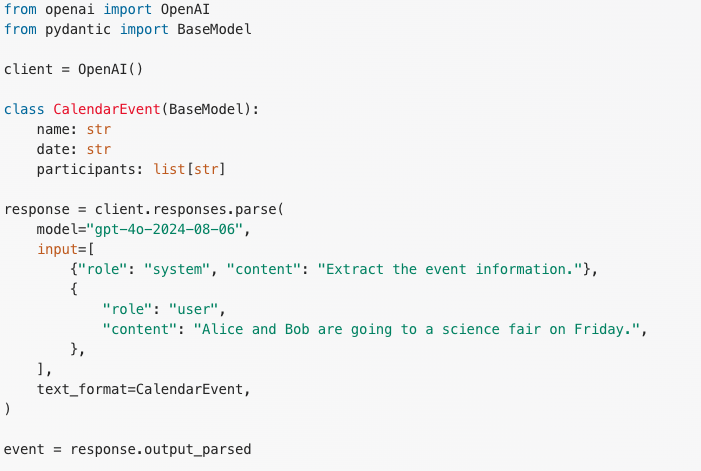 from openai import OpenAI
from pydantic import BaseModel

client = OpenAI()

class CalendarEvent(BaseModel):
    name: str
    date: str
    participants: list[str]

response = client.responses.parse(
    model="gpt-4o-2024-08-06",
    input=[
        {"role": "system", "content": "Extract the event information."},
        {
            "role": "user",
            "content": "Alice and Bob are going to a science fair on Friday.",
        },
    ],
    text_format=CalendarEvent,
)

event = response.output_parsed